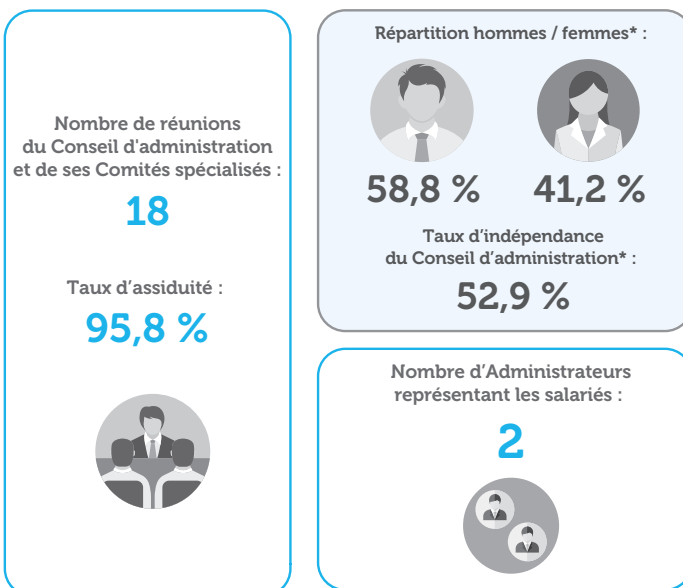 Nombre de réunions
du Conseil d'administration
et de ses Comités spécialisés :
18
Taux d’assiduité :
95,8 %
Répartition hommes / femmes* :
58,8 % 41,2 %
Taux d’indépendance
du Conseil d’administration* :
52,9 %
Nombre d’Administrateurs
représentant les salariés :
2